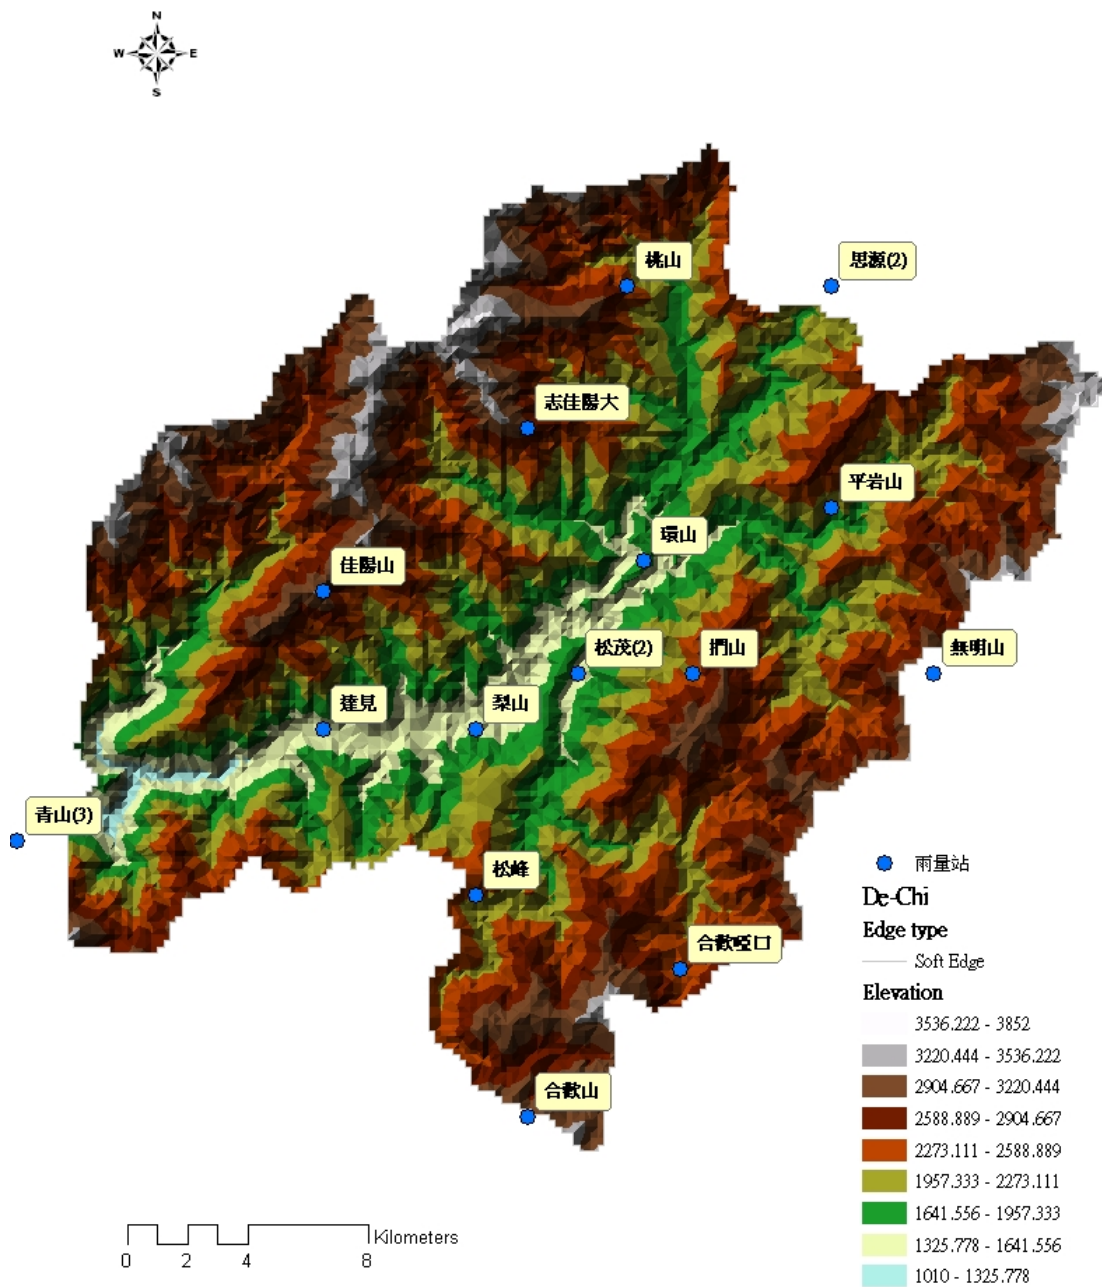 N
W E
S
桃山
思源(2)
志佳陽大
平岩山
環山
佳陽山
松茂(2)
捫山
無明山
達見
梨山
青山(3)
松峰
合歡啞口
合歡山
雨量站
De-Chi
Edge type
Soft Edge
Elevation
3536.222 - 3852
3220.444 - 3536.222
2904.667 - 3220.444
2588.889 - 2904.667
2273.111 - 2588.889
1957.333 - 2273.111
1641.556 - 1957.333
1325.778 - 1641.556
1010 - 1325.778
Kilometers
0 2 4 8